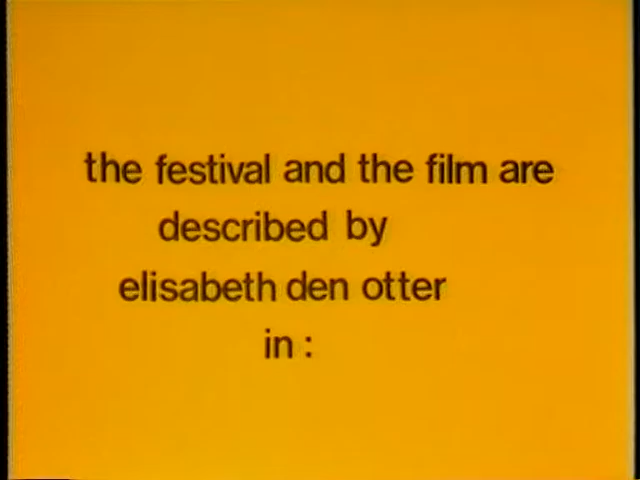 the festival and the film are
described by
elisabeth den otter
in :